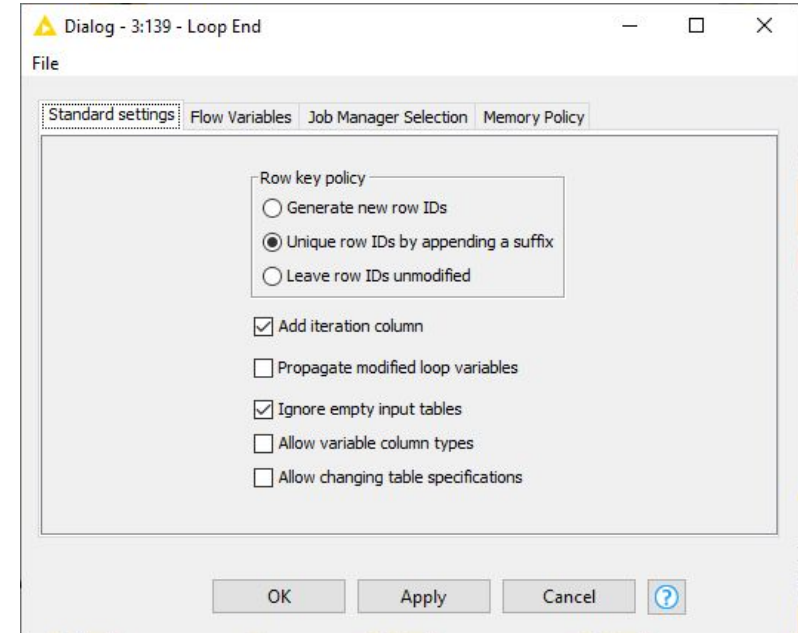 Dialog - 3:139 - Loop End
File
Standard settings Flow Variables Job Manager Selection Memory Policy
Row key policy
Generate new row IDs
Unique row IDs by appending a suffix
Leave row IDs unmodified
Add iteration column
Propagate modified loop variables
Ignore empty input tables
Allow variable column types
Allow changing table specifications
OK Apply Cancel ?